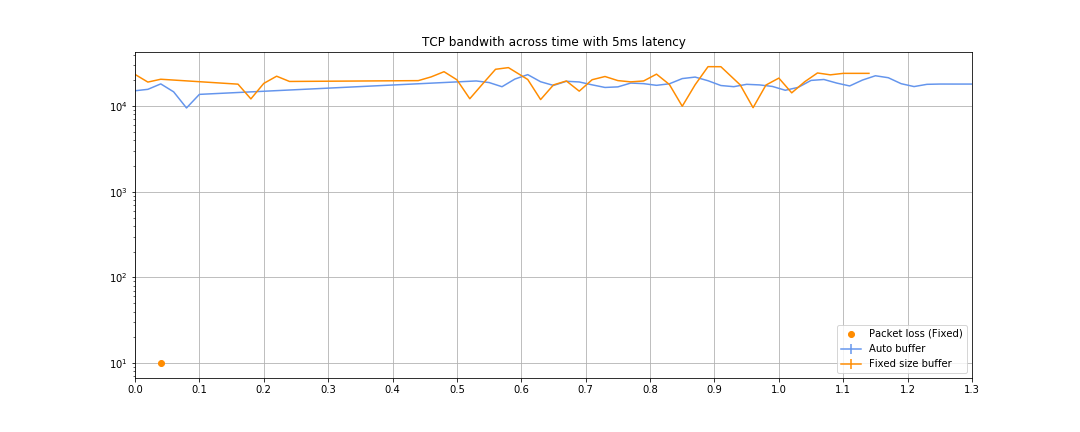 TCP bandwith across time with 5ms latency
10^4
10^3
10^2
10^1
0.0 0.1 0.2 0.3 0.4 0.5 0.6 0.7 0.8 0.9 1.0 1.1 1.2 1.3
Packet loss (Fixed)
Auto buffer
Fixed size buffer